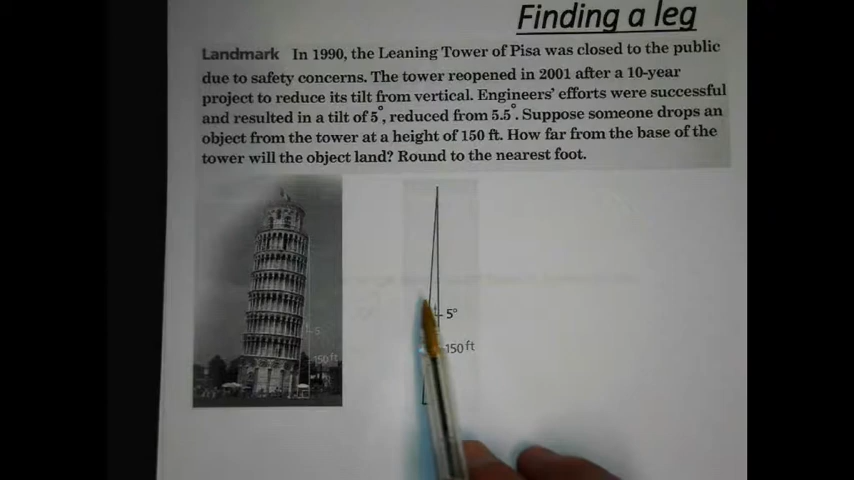 Finding a leg
Landmark In 1990, the Leaning Tower of Pisa was closed to the public
due to safety concerns. The tower reopened in 2001 after a 10-year
project to reduce its tilt from vertical. Engineers' efforts were successful
and resulted in a tilt of 5°, reduced from 5.5°. Suppose someone drops an
object from the tower at a height of 150 ft. How far from the base of the
tower will the object land? Round to the nearest foot.
5°
150 ft
5
150 ft